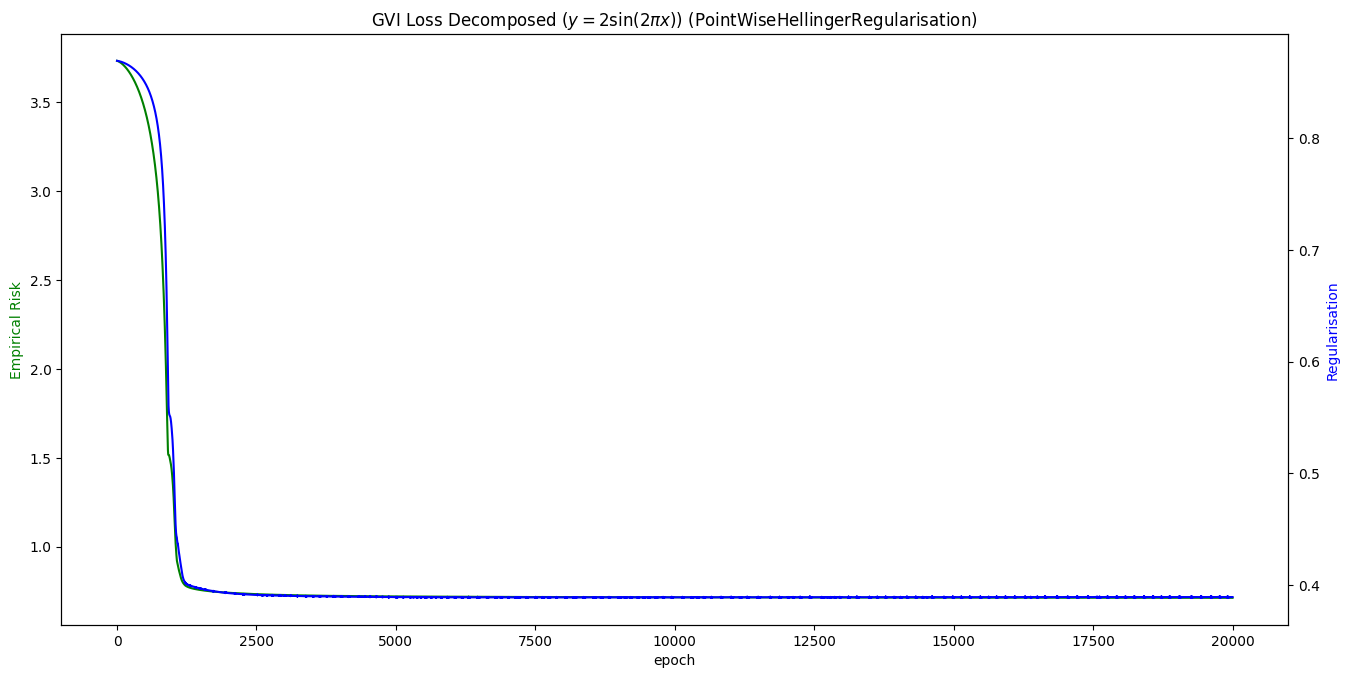 GVI Loss Decomposed (y = 2sin(2πx)) (PointWiseHellingerRegularisation)
Empirical Risk
3.5
3.0
2.5
2.0
1.5
1.0
0.8
0.7
0.6
0.5
0.4
Regularisation
0 2500 5000 7500 10000 12500 15000 17500 20000
epoch